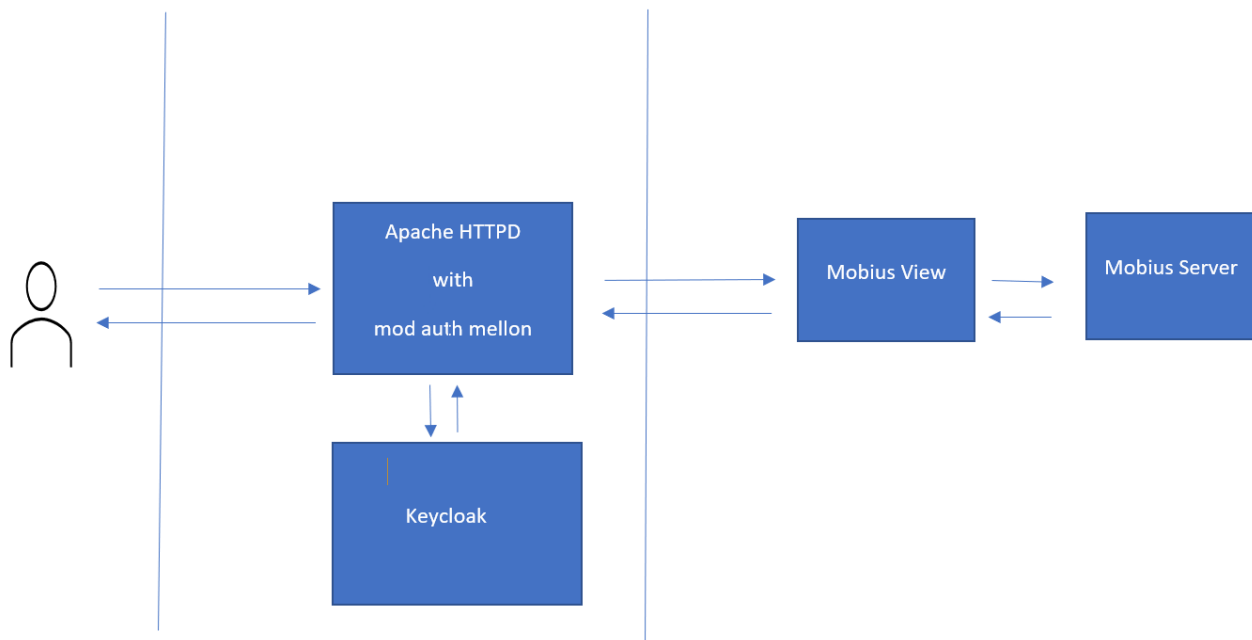 Apache HTTPD
with
mod auth mellon
Mobius View
Mobius Server
Keycloak